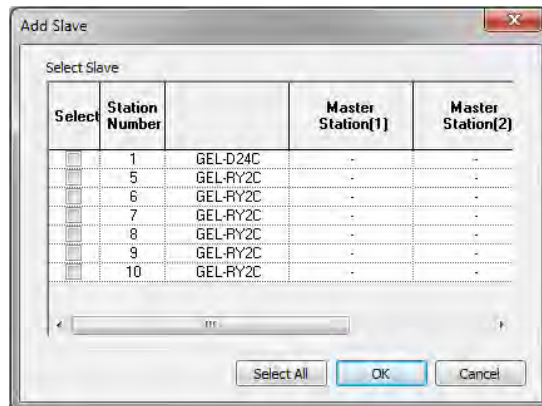 Add Slave
Select Slave
Select Station Number Master Station(1) Master Station(2)
1 GEL-D24C - -
5 GEL-RY2C - -
6 GEL-RY2C - -
7 GEL-RY2C - -
8 GEL-RY2C - -
9 GEL-RY2C - -
10 GEL-RY2C - -
Select All OK Cancel